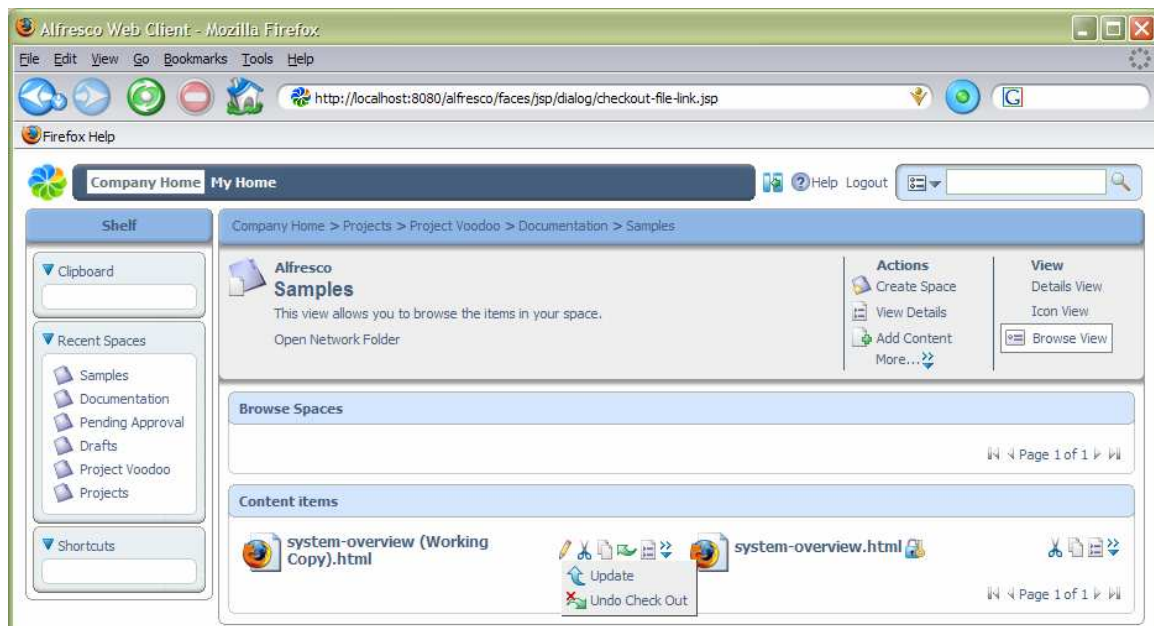 Alfresco Web Client - Mozilla Firefox
File Edit View Go Bookmarks Tools Help
http://localhost:8080/alfresco/faces/jsp/dialog/checkout-file-link.jsp
G
Firefox Help
Company Home My Home
Help Logout
Shelf
Company Home > Projects > Project Voodoo > Documentation > Samples
Clipboard
Recent Spaces
Samples
Documentation
Pending Approval
Drafts
Project Voodoo
Projects
Shortcuts
Alfresco
Samples
This view allows you to browse the items in your space.
Open Network Folder
Actions
Create Space
View Details
Add Content
More...
View
Details View
Icon View
Browse View
Browse Spaces
Page 1 of 1
Content items
system-overview (Working
Copy).html
Update
Undo Check Out
system-overview.html
Page 1 of 1